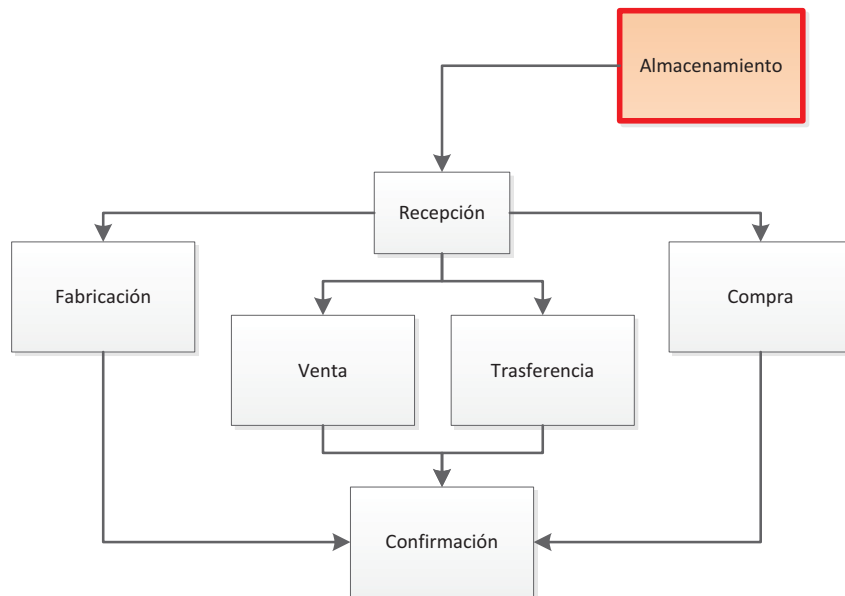 Almacenamiento
Recepción
Fabricación
Compra
Venta
Trasferencia
Confirmación